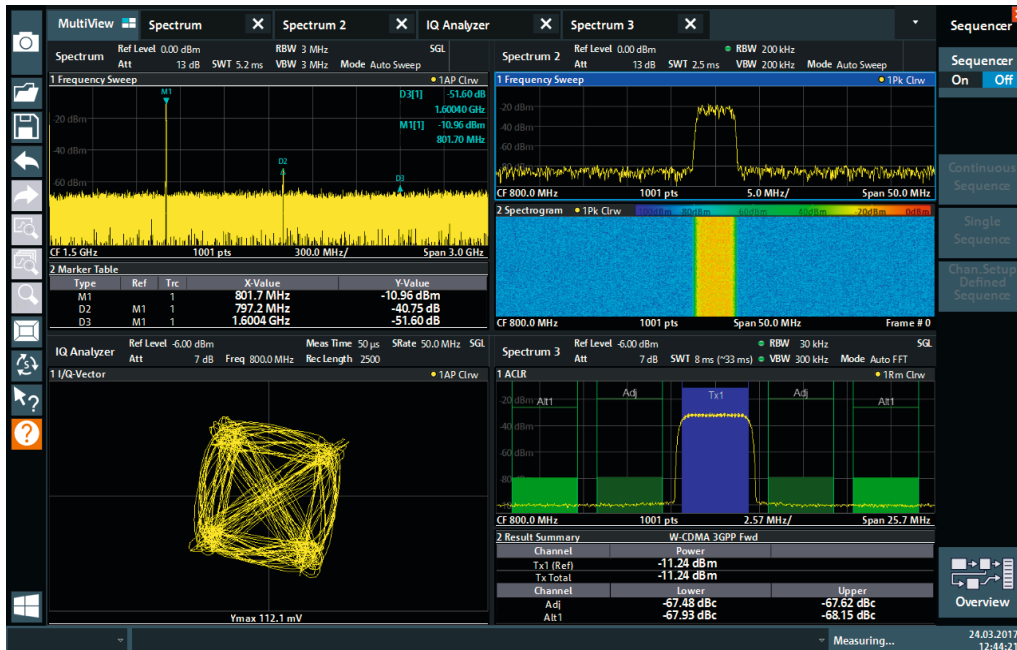 MultiView Spectrum X Spectrum 2 X IQ Analyzer X Spectrum 3 X
Sequencer
Sequencer
On Off
Continuous
Sequence
Single
Sequence
Chan.Setup
Defined
Sequence
Overview
Spectrum Ref Level 0.00 dBm RBW 3 MHz SGL
Att 13 dB SWT 5.2 ms VBW 3 MHz Mode Auto Sweep
1 Frequency Sweep 1AP Clrw
M1
D3[1] -51.60 dB
1.60040 GHz
M1[1] -10.96 dBm
801.70 MHz
-20 dBm
-40 dBm
D2
D3
-60 dBm
CF 1.5 GHz 1001 pts 300.0 MHz/ Span 3.0 GHz
2 Marker Table
Type Ref Trc X-Value Y-Value
M1 1 801.7 MHz -10.96 dBm
D2 M1 1 797.2 MHz -40.75 dB
D3 M1 1 1.6004 GHz -51.60 dB
Spectrum 2 Ref Level 0.00 dBm RBW 200 kHz
Att 13 dB SWT 2.5 ms VBW 200 kHz Mode Auto Sweep
1 Frequency Sweep 1Pk Clrw
-20 dBm
-40 dBm
-60 dBm
CF 800.0 MHz 1001 pts 5.0 MHz/ Span 50.0 MHz
2 Spectrogram 1Pk Clrw -20dBm 0dBm
CF 800.0 MHz 1001 pts Span 50.0 MHz Frame # 0
IQ Analyzer Ref Level -6.00 dBm Meas Time 50 µs SRate 50.0 MHz SGL
Att 7 dB Freq 800.0 MHz Rec Length 2500
1 I/Q-Vector 1AP Clrw
Ymax 112.1 mV
Spectrum 3 Ref Level -6.00 dBm RBW 30 kHz SGL
Att 7 dB SWT 8 ms (~33 ms) VBW 300 kHz Mode Auto FFT
1 ACLR 1Rm Clrw
-20 dBm Alt1 Adj Tx1 Adj Alt1
-40 dBm
-60 dBm
CF 800.0 MHz 1001 pts 2.57 MHz/ Span 25.7 MHz
2 Result Summary W-CDMA 3GPP Fwd
Channel Power
Tx1 (Ref) -11.24 dBm
Tx Total -11.24 dBm
Channel Lower Upper
Adj -67.48 dBc -67.62 dBc
Alt1 -67.93 dBc -68.15 dBc
Measuring... 24.03.2017
12:44:21